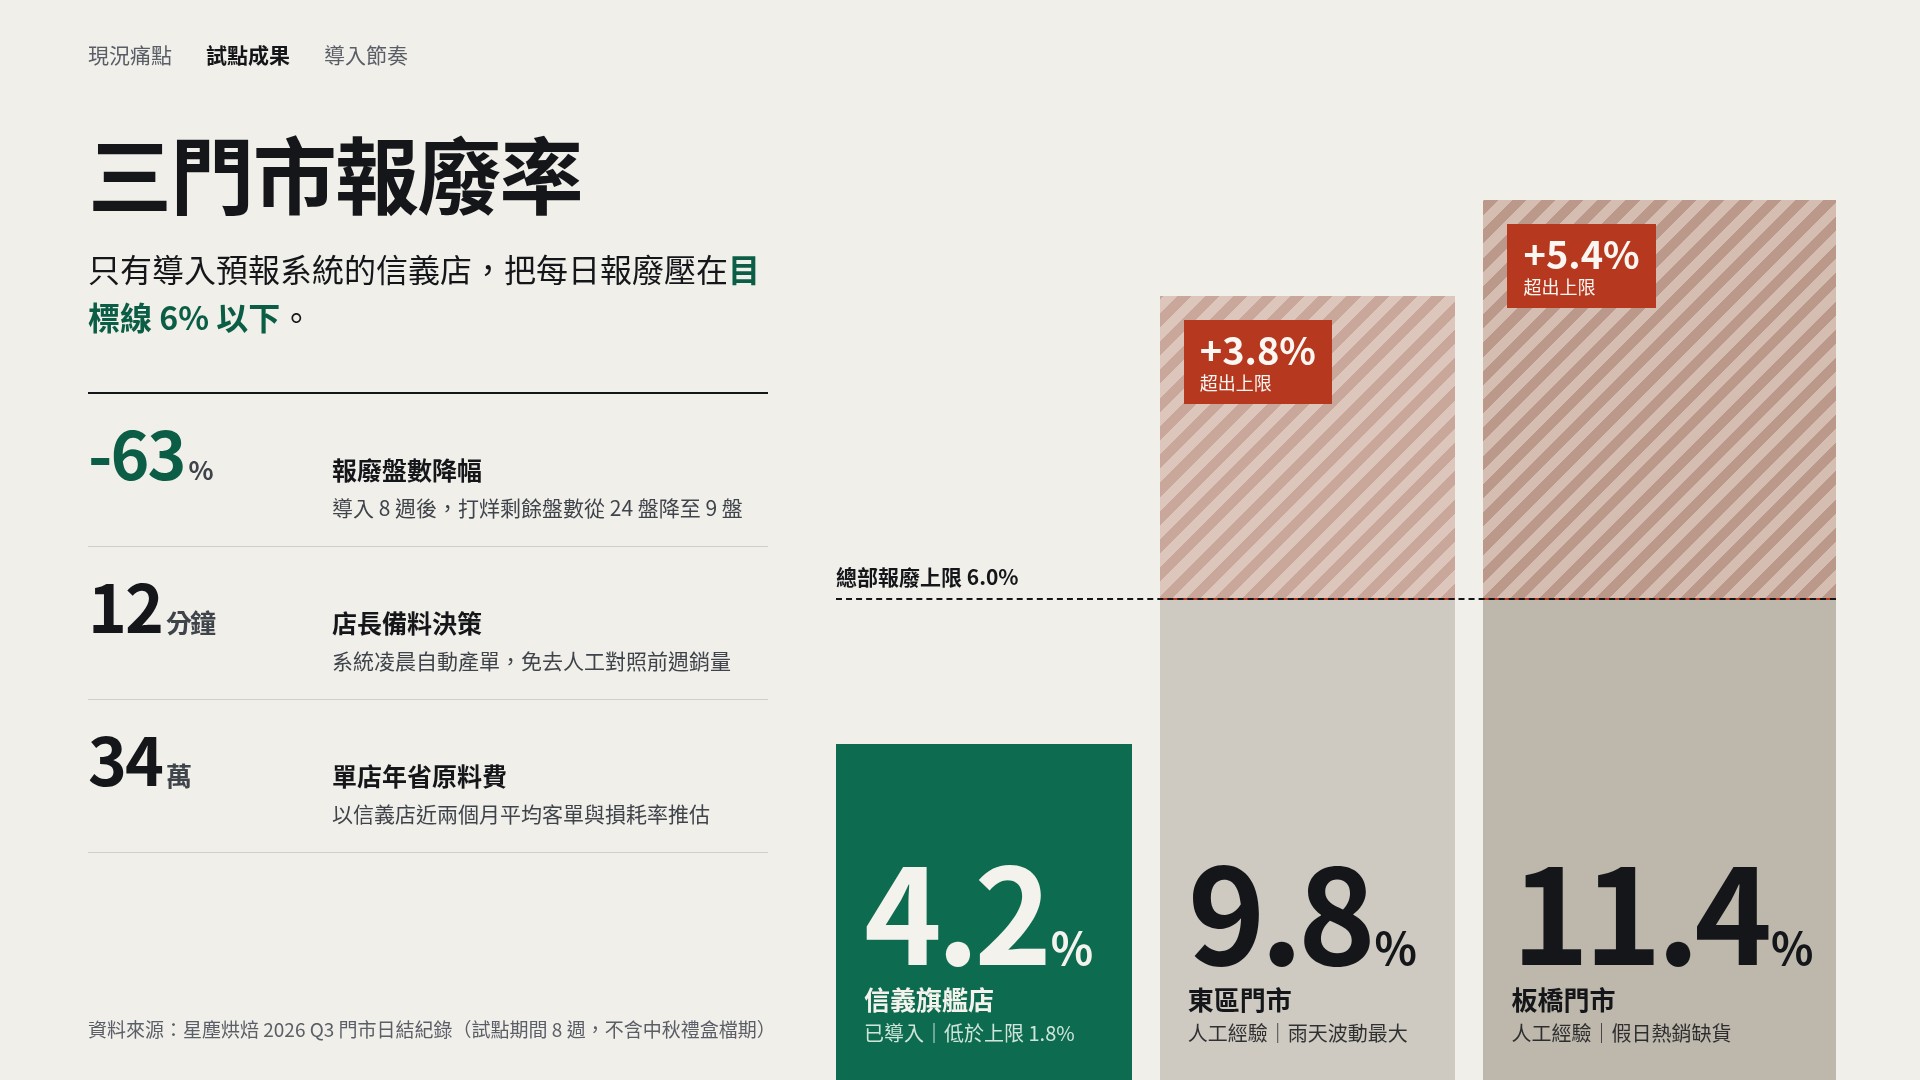 現況痛點 試點成果 導入節奏
三門市報廢率
只有導入預報系統的信義店，把每日報廢壓在目
標線 6% 以下。
-63%
報廢盤數降幅
導入 8 週後，打烊剩餘盤數從 24 盤降至 9 盤
12分鐘
店長備料決策
系統凌晨自動產單，免去人工對照前週銷量
34萬
單店年省原料費
以信義店近兩個月平均客單與損耗率推估
資料來源：星塵烘焙 2026 Q3 門市日結紀錄（試點期間 8 週，不含中秋禮盒檔期）
總部報廢上限 6.0%
4.2%
信義旗艦店
已導入｜低於上限 1.8%
+3.8%
超出上限
9.8%
東區門市
人工經驗｜雨天波動最大
+5.4%
超出上限
11.4%
板橋門市
人工經驗｜假日熱銷缺貨